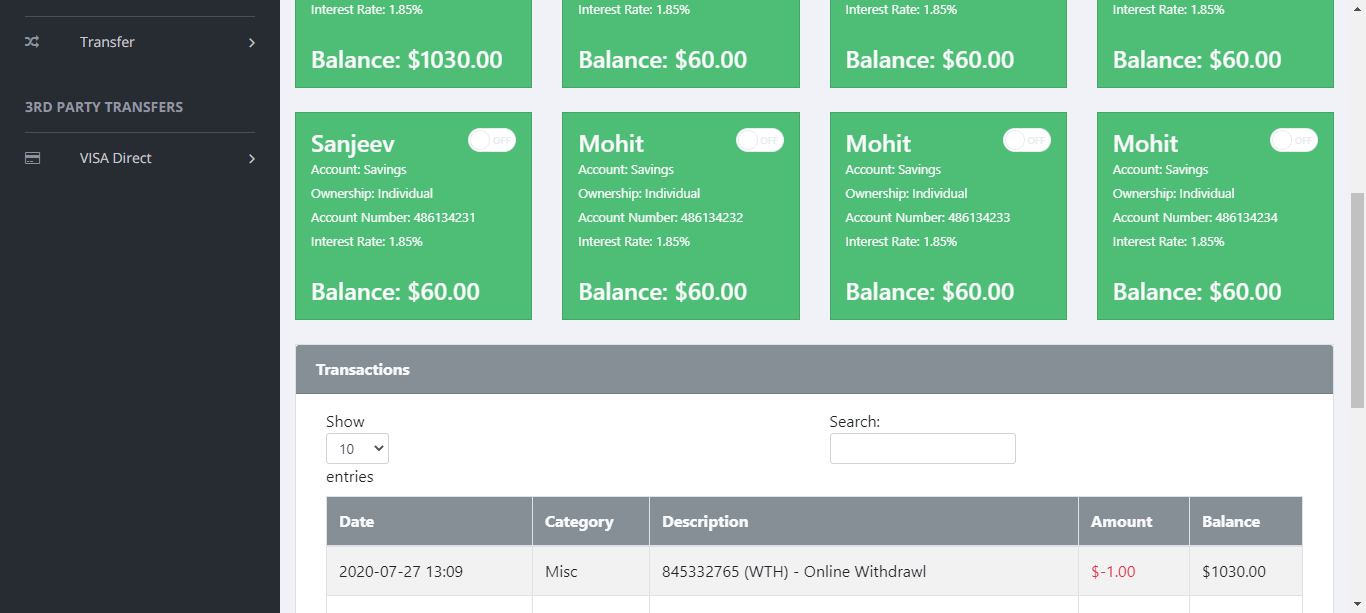 Transfer
3RD PARTY TRANSFERS
VISA Direct
Interest Rate: 1.85%
Balance: $1030.00
Interest Rate: 1.85%
Balance: $60.00
Interest Rate: 1.85%
Balance: $60.00
Interest Rate: 1.85%
Balance: $60.00
Sanjeev
OFF
Account: Savings
Ownership: Individual
Account Number: 486134231
Interest Rate: 1.85%
Balance: $60.00
Mohit
OFF
Account: Savings
Ownership: Individual
Account Number: 486134232
Interest Rate: 1.85%
Balance: $60.00
Mohit
OFF
Account: Savings
Ownership: Individual
Account Number: 486134233
Interest Rate: 1.85%
Balance: $60.00
Mohit
OFF
Account: Savings
Ownership: Individual
Account Number: 486134234
Interest Rate: 1.85%
Balance: $60.00
Transactions
Show
10
entries
Search:
Date Category Description Amount Balance
2020-07-27 13:09 Misc 845332765 (WTH) - Online Withdrawl $-1.00 $1030.00